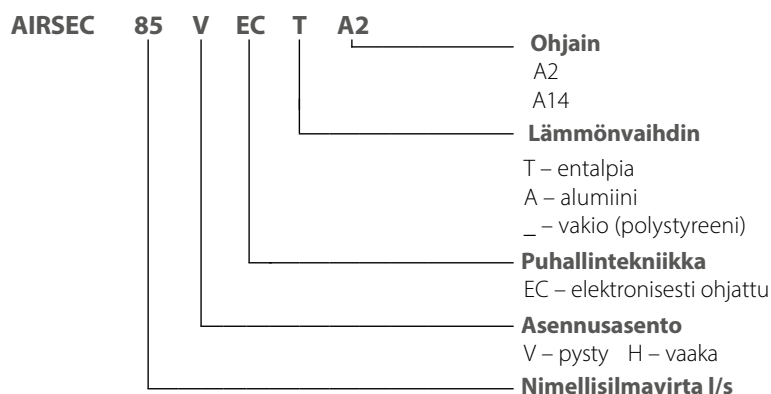 AIRSEC 85 V EC T A2
Ohjain
A2
A14
Lämmönvaihdin
T – entalpia
A – alumiini
_ – vakio (polystyreeni)
Puhallintekniikka
EC – elektronisesti ohjattu
Asennusasento
V – pysty H – vaaka
Nimellisilmavirta l/s